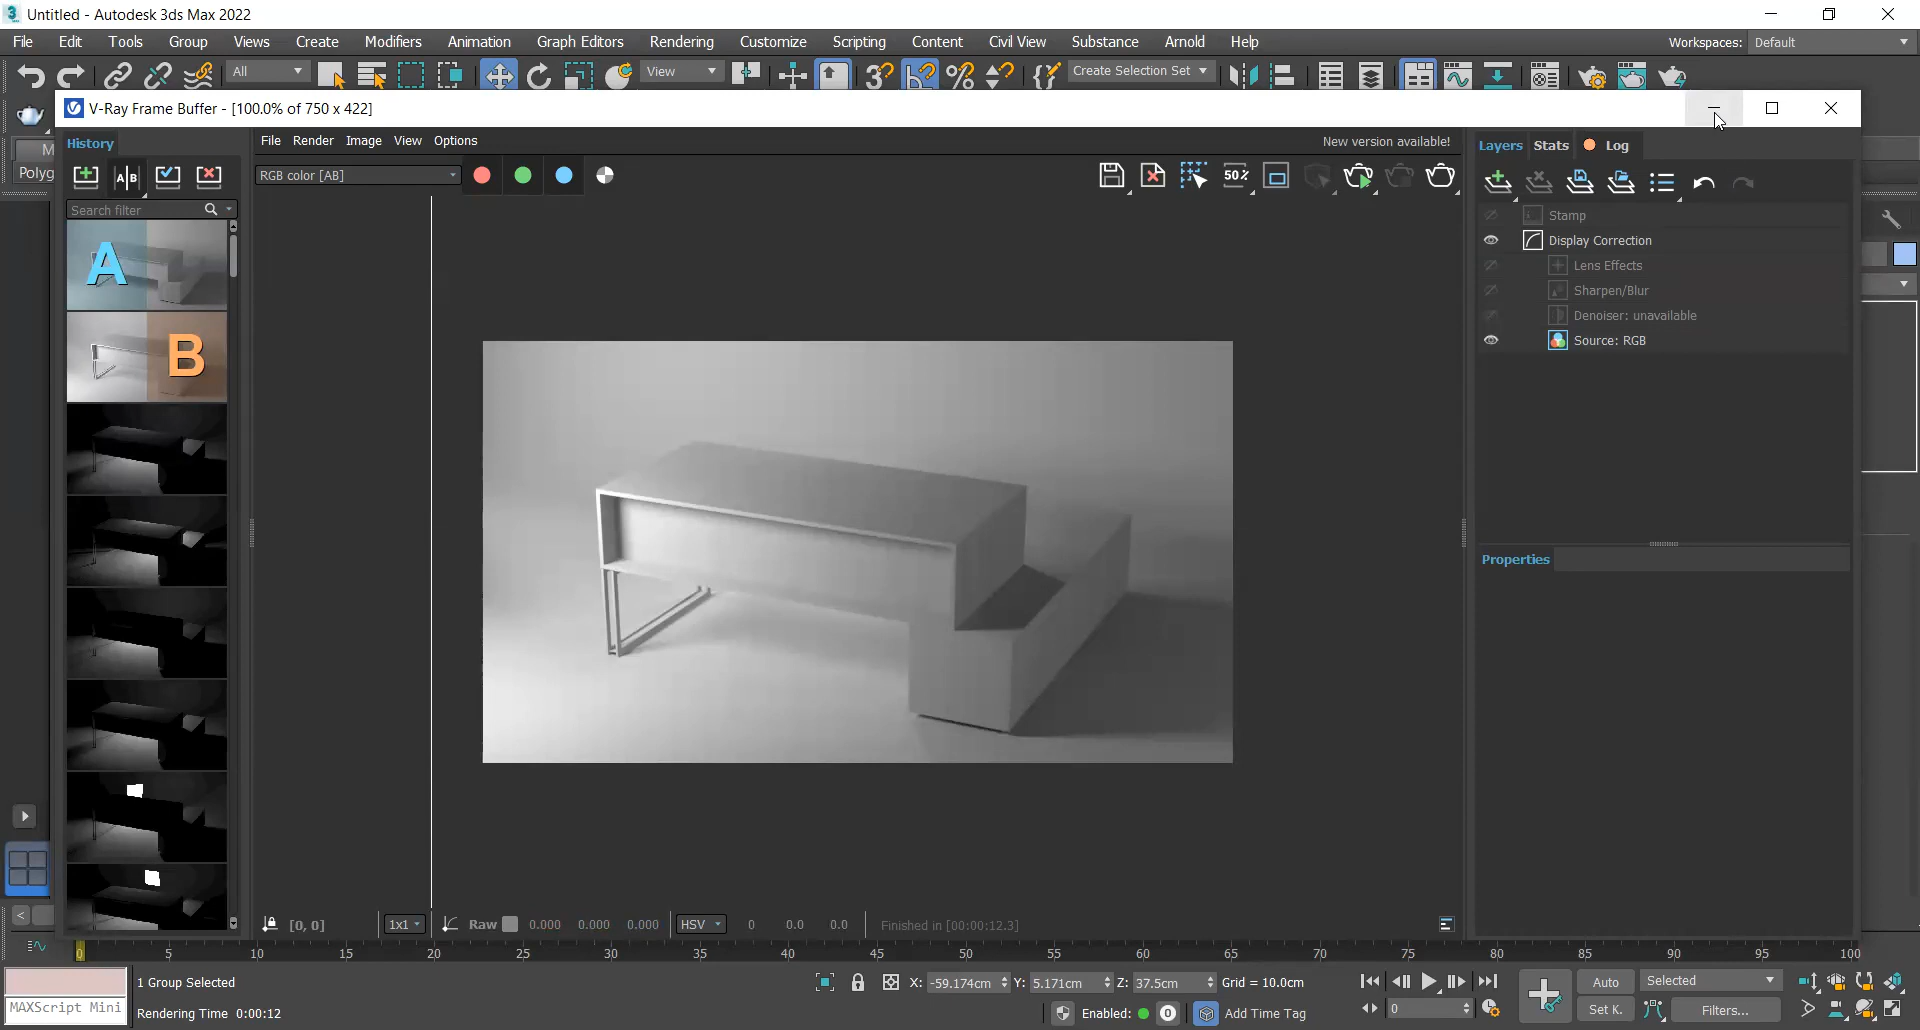 Untitled - Autodesk 3ds Max 2022
File Edit Tools Group Views Create Modifiers Animation Graph Editors Rendering Customize Scripting Content Civil View Substance Arnold Help Workspaces: Default
All View Create Selection Set
V-Ray Frame Buffer - [100.0% of 750 x 422]
M
Polyg
History
File Render Image View Options New version available!
Layers Stats Log
RGB color [AB]
50%
A B
Search filter
Stamp
Display Correction
Lens Effects
Sharpen/Blur
Denoiser: unavailable
Source: RGB
A
B
Properties
[0, 0] 1x1 Raw 0.000 0.000 0.000 HSV 0 0.0 0.0 Finished in [00:00:12.3]
0 5 10 15 20 25 30 35 40 45 50 55 60 65 70 75 80 85 90 95 100
1 Group Selected X: -59.174cm Y: 5.171cm Z: 37.5cm Grid = 10.0cm Auto Selected
MAXScript Mini Rendering Time 0:00:12 Enabled: 0 Add Time Tag 0 Set K. Filters...